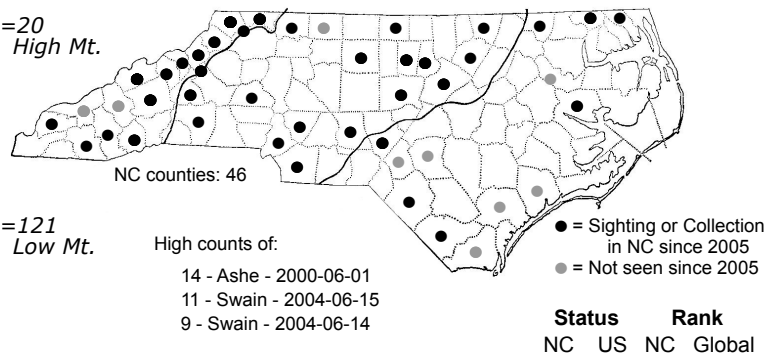 =20
High Mt.
NC counties: 46
=121
Low Mt.
High counts of:
14 - Ashe - 2000-06-01
11 - Swain - 2004-06-15
9 - Swain - 2004-06-14
● = Sighting or Collection
in NC since 2005
● = Not seen since 2005
Status Rank
NC US NC Global